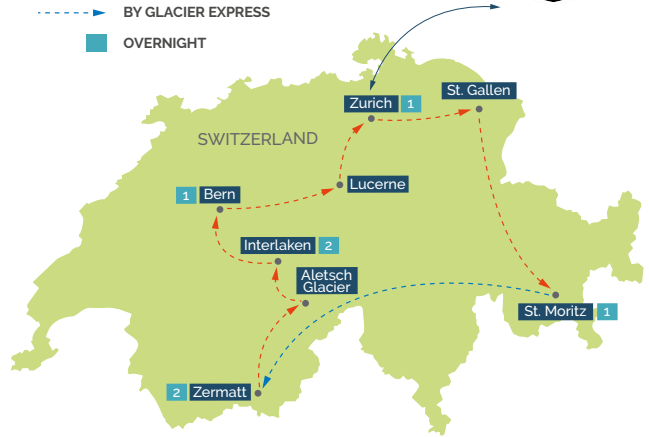 BY GLACIER EXPRESS
OVERNIGHT
St. Gallen
Zurich 1
SWITZERLAND
Lucerne
1 Bern
Interlaken 2
Aletsch
Glacier
St. Moritz 1
2 Zermatt